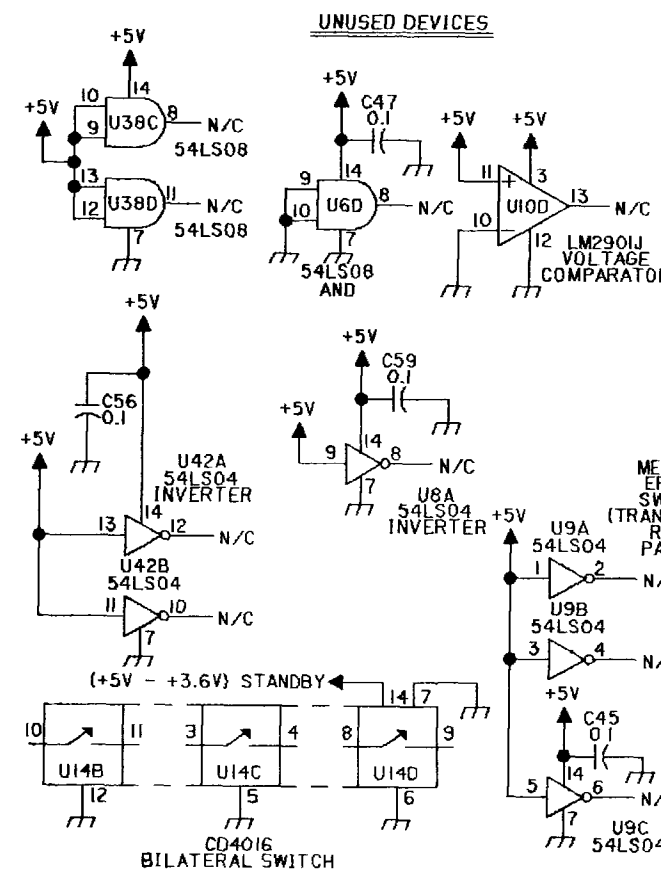 UNUSED DEVICES
+5V
14
+5V
10
9
U38C
8
N/C
54LS08
13
12
U38D
11
N/C
54LS08
7
+5V
C47
0.1
14
9
10
U6D
8
N/C
7
54LS08
AND
+5V
+5V
11
+
3
U10D
13
N/C
10
12
LM2901J
VOLTAGE
COMPARATOR
+5V
C56
0.1
+5V
U42A
54LS04
INVERTER
14
13
12
N/C
U42B
54LS04
11
10
N/C
7
+5V
C59
0.1
+5V
14
9
8
N/C
7
U8A
54LS04
INVERTER
+5V
U9A
54LS04
1
2
N/
U9B
54LS04
3
4
N/
+5V
C45
0.1
14
5
6
N/
7
U9C
54LS04
(+5V - +3.6V) STANDBY
14
7
10
11
U14B
12
3
4
U14C
5
8
9
U14D
6
CD4016
BILATERAL SWITCH